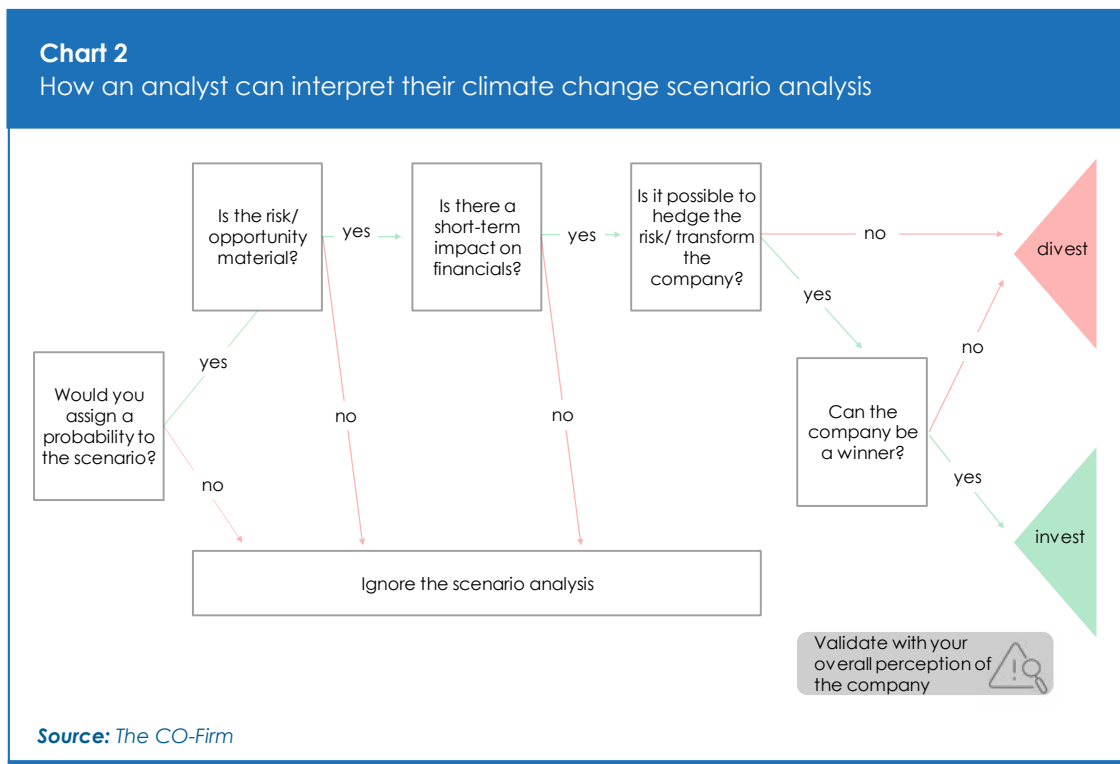 Chart 2
How an analyst can interpret their climate change scenario analysis
Is the risk/
opportunity
material?
yes
Is there a
short-term
impact on
financials?
yes
Is it possible to
hedge the
risk/ transform
the
company?
no
divest
yes
yes
no
Would you
assign a
probability to
the scenario?
no
no
no
Can the
company be
a winner?
yes
invest
Ignore the scenario analysis
Validate with your
overall perception of
the company
Source: The CO-Firm